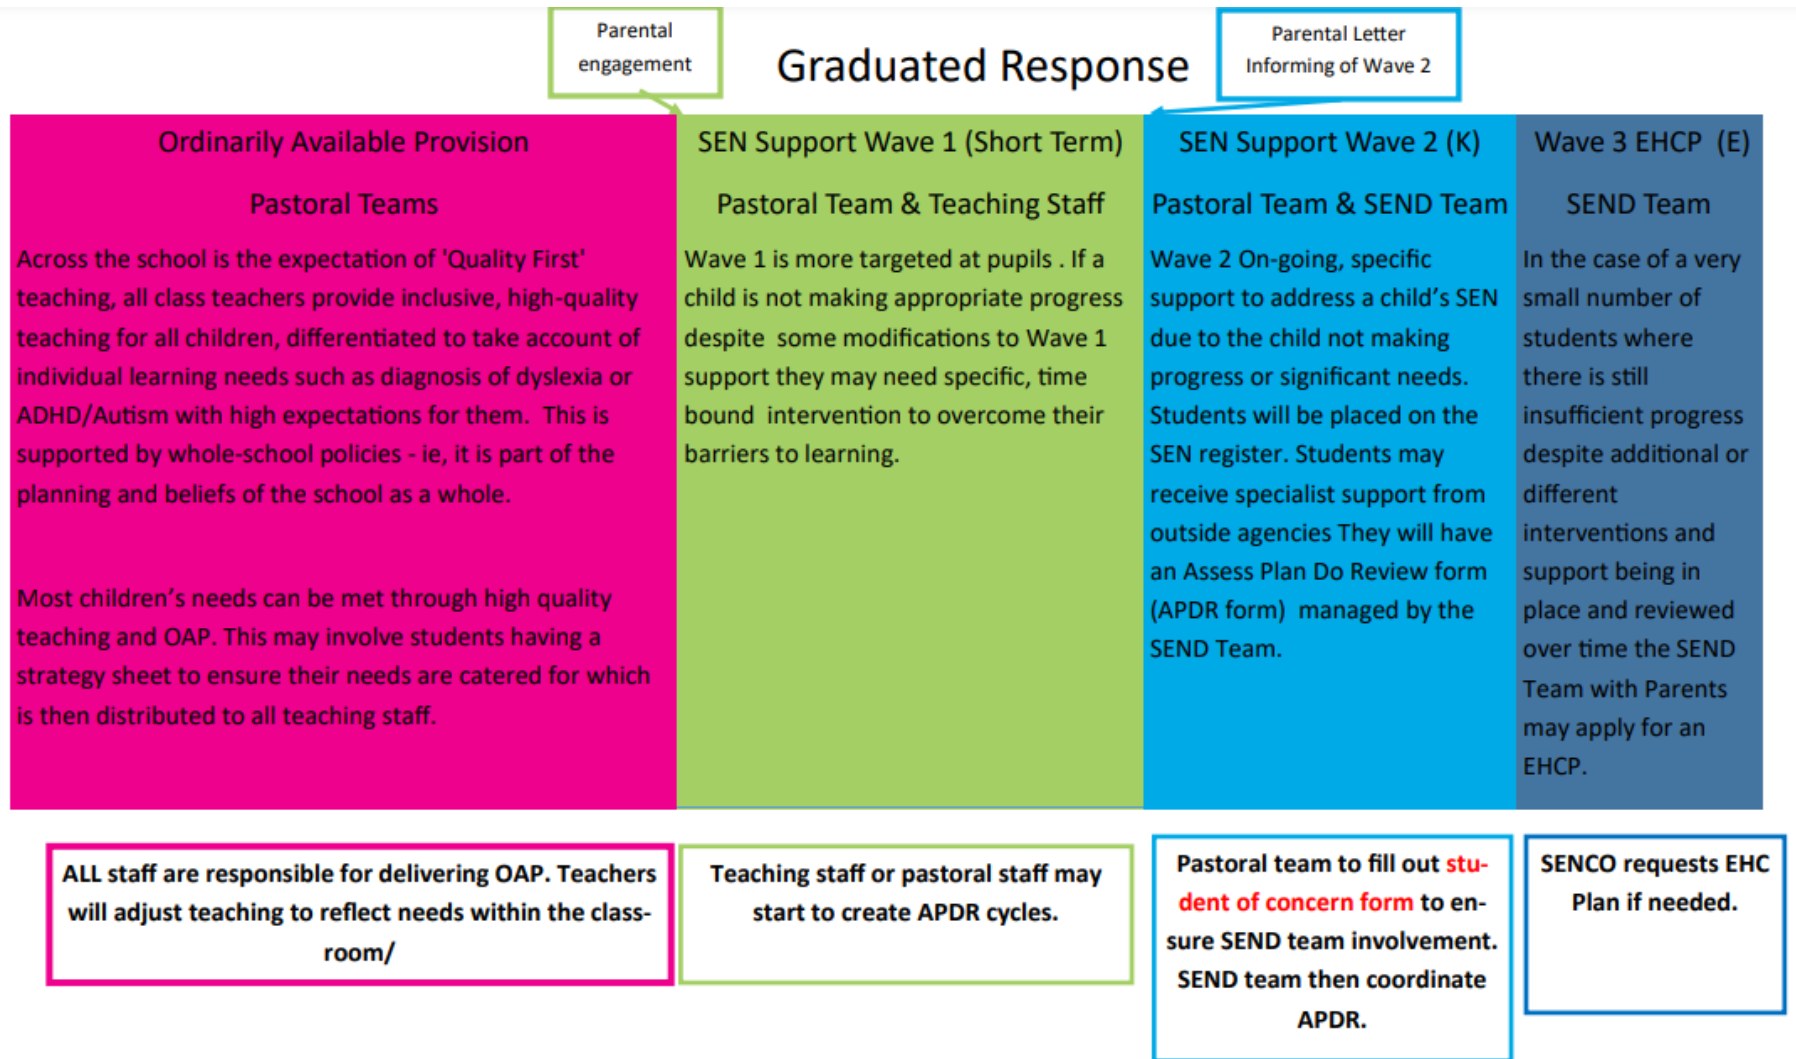 Parental
engagement
Graduated Response
Parental Letter
Informing of Wave 2
Ordinarily Available Provision
Pastoral Teams
Across the school is the expectation of 'Quality First'
teaching, all class teachers provide inclusive, high-quality
teaching for all children, differentiated to take account of
individual learning needs such as diagnosis of dyslexia or
ADHD/Autism with high expectations for them.  This is
supported by whole-school policies - ie, it is part of the
planning and beliefs of the school as a whole.
Most children’s needs can be met through high quality
teaching and OAP. This may involve students having a
strategy sheet to ensure their needs are catered for which
is then distributed to all teaching staff.
SEN Support Wave 1 (Short Term)
Pastoral Team & Teaching Staff
Wave 1 is more targeted at pupils . If a
child is not making appropriate progress
despite  some modifications to Wave 1
support they may need specific, time
bound  intervention to overcome their
barriers to learning.
SEN Support Wave 2 (K)
Pastoral Team & SEND Team
Wave 2 On-going, specific
support to address a child’s SEN
due to the child not making
progress or significant needs.
Students will be placed on the
SEN register. Students may
receive specialist support from
outside agencies They will have
an Assess Plan Do Review form
(APDR form)  managed by the
SEND Team.
Wave 3 EHCP  (E)
SEND Team
In the case of a very
small number of
students where
there is still
insufficient progress
despite additional or
different
interventions and
support being in
place and reviewed
over time the SEND
Team with Parents
may apply for an
EHCP.
ALL staff are responsible for delivering OAP. Teachers
will adjust teaching to reflect needs within the class-
room/
Teaching staff or pastoral staff may
start to create APDR cycles.
Pastoral team to fill out stu-
dent of concern form to en-
sure SEND team involvement.
SEND team then coordinate
APDR.
SENCO requests EHC
Plan if needed.